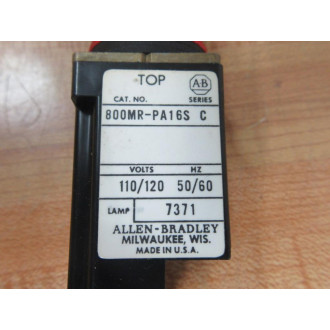 TOP
A-B
CAT. NO. SERIES
800MR-PA16S C
VOLTS HZ
110/120 50/60
LAMP 7371
ALLEN-BRADLEY
MILWAUKEE, WIS.
MADE IN U.S.A.